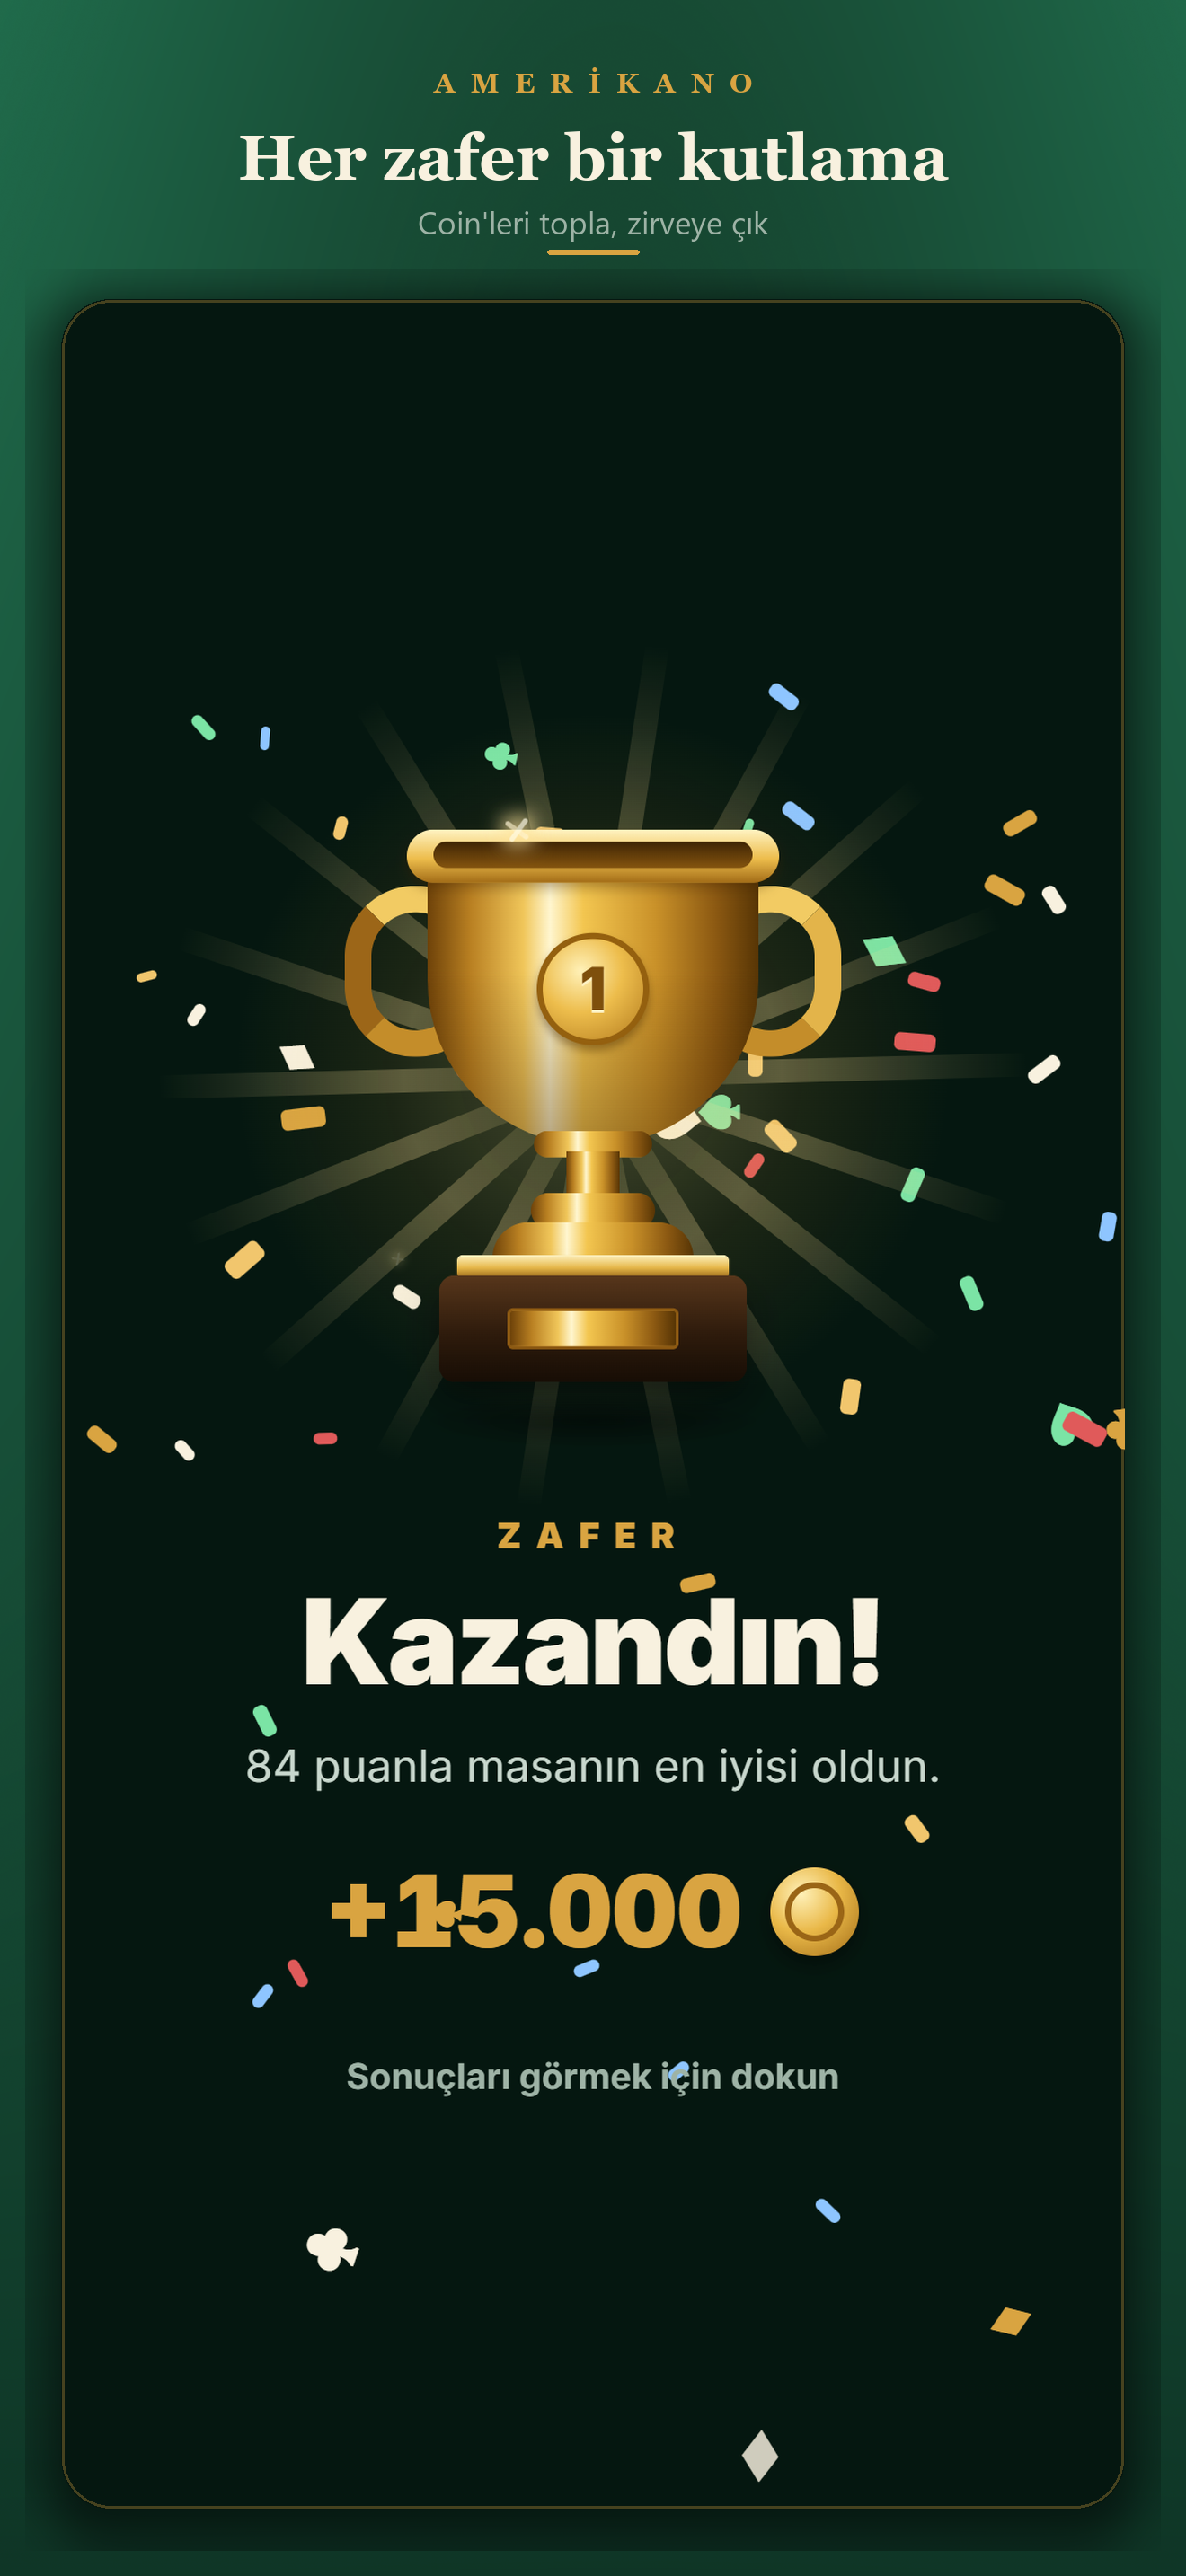 AMERİKANO
Her zafer bir kutlama
Coin'leri topla, zirveye çık
1
ZAFER
Kazandın!
84 puanla masanın en iyisi oldun.
+15.000
Sonuçları görmek için dokun